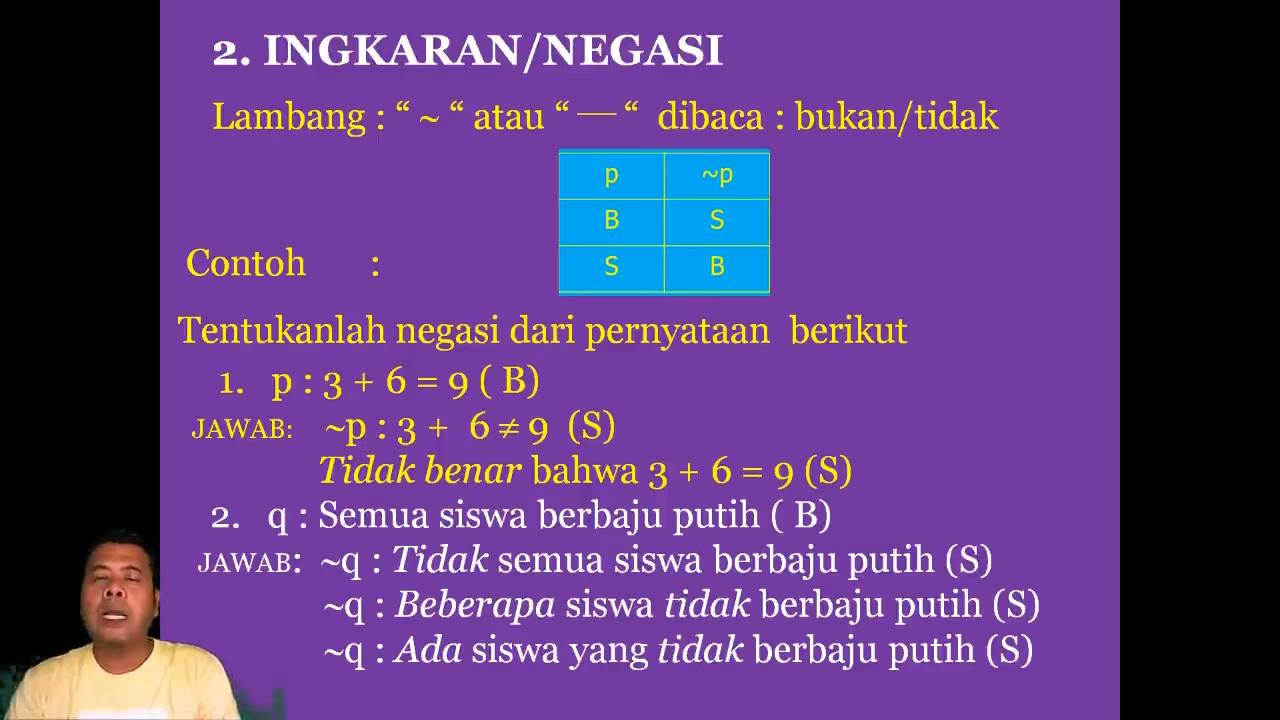 2. INGKARAN/NEGASI
Lambang : “ ~ “ atau “ — “ dibaca : bukan/tidak
p ~p
B S
S B
Contoh :
Tentukanlah negasi dari pernyataan berikut
1. p : 3 + 6 = 9 ( B)
JAWAB: ~p : 3 + 6 ≠ 9 (S)
Tidak benar bahwa 3 + 6 = 9 (S)
2. q : Semua siswa berbaju putih ( B)
JAWAB: ~q : Tidak semua siswa berbaju putih (S)
~q : Beberapa siswa tidak berbaju putih (S)
~q : Ada siswa yang tidak berbaju putih (S)